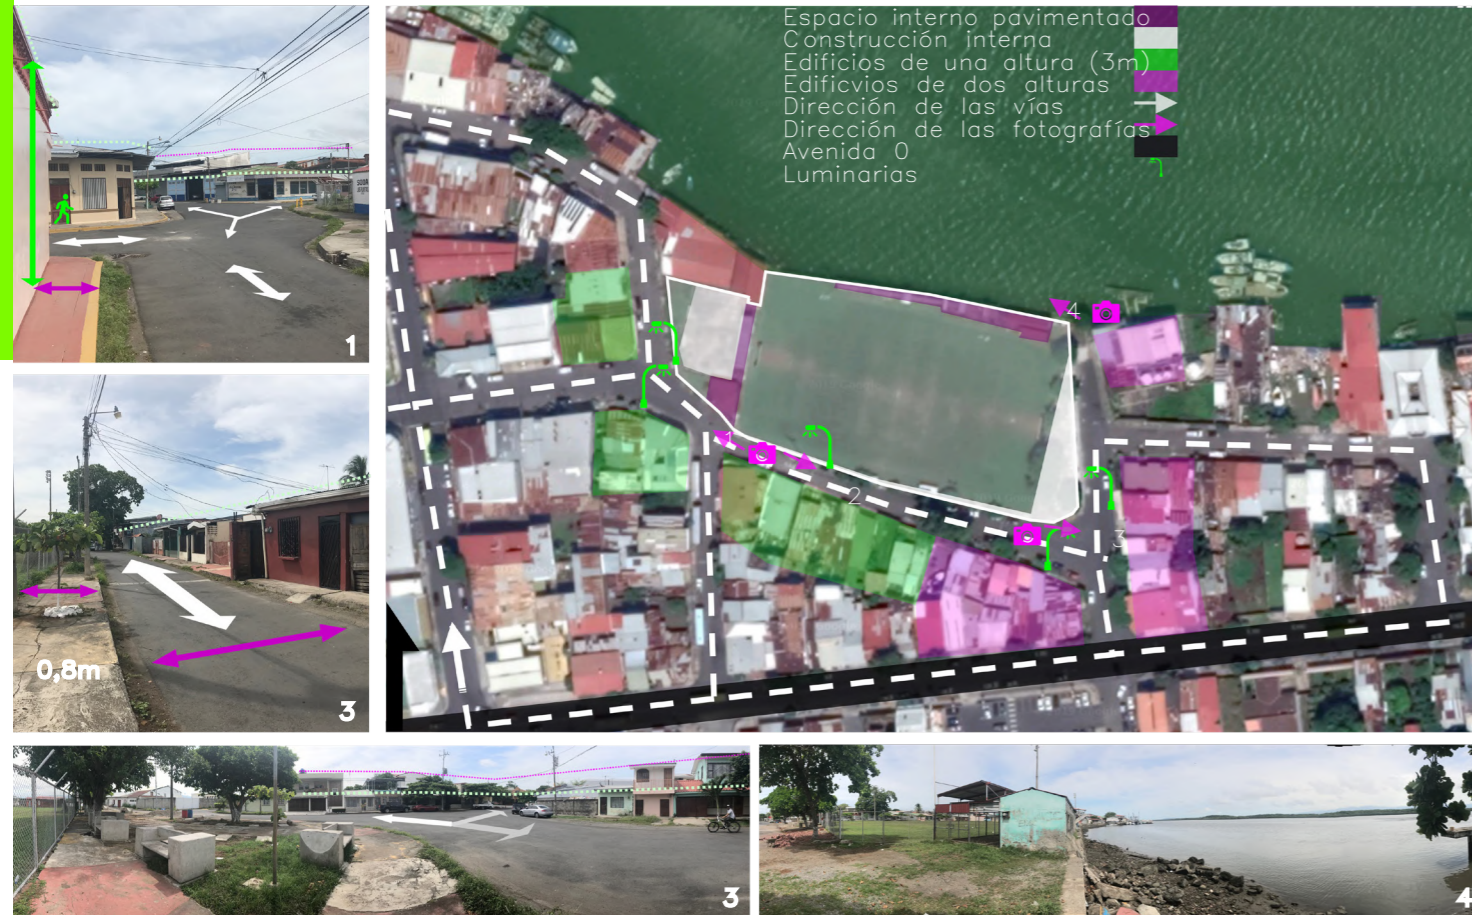 Espacio interno pavimentado
Construcción interna
Edificios de una altura (3m)
Edificvios de dos alturas
Dirección de las vías
Dirección de las fotografías
Avenida 0
Luminarias
1
4
1
2
3
0,8m
3
3
4